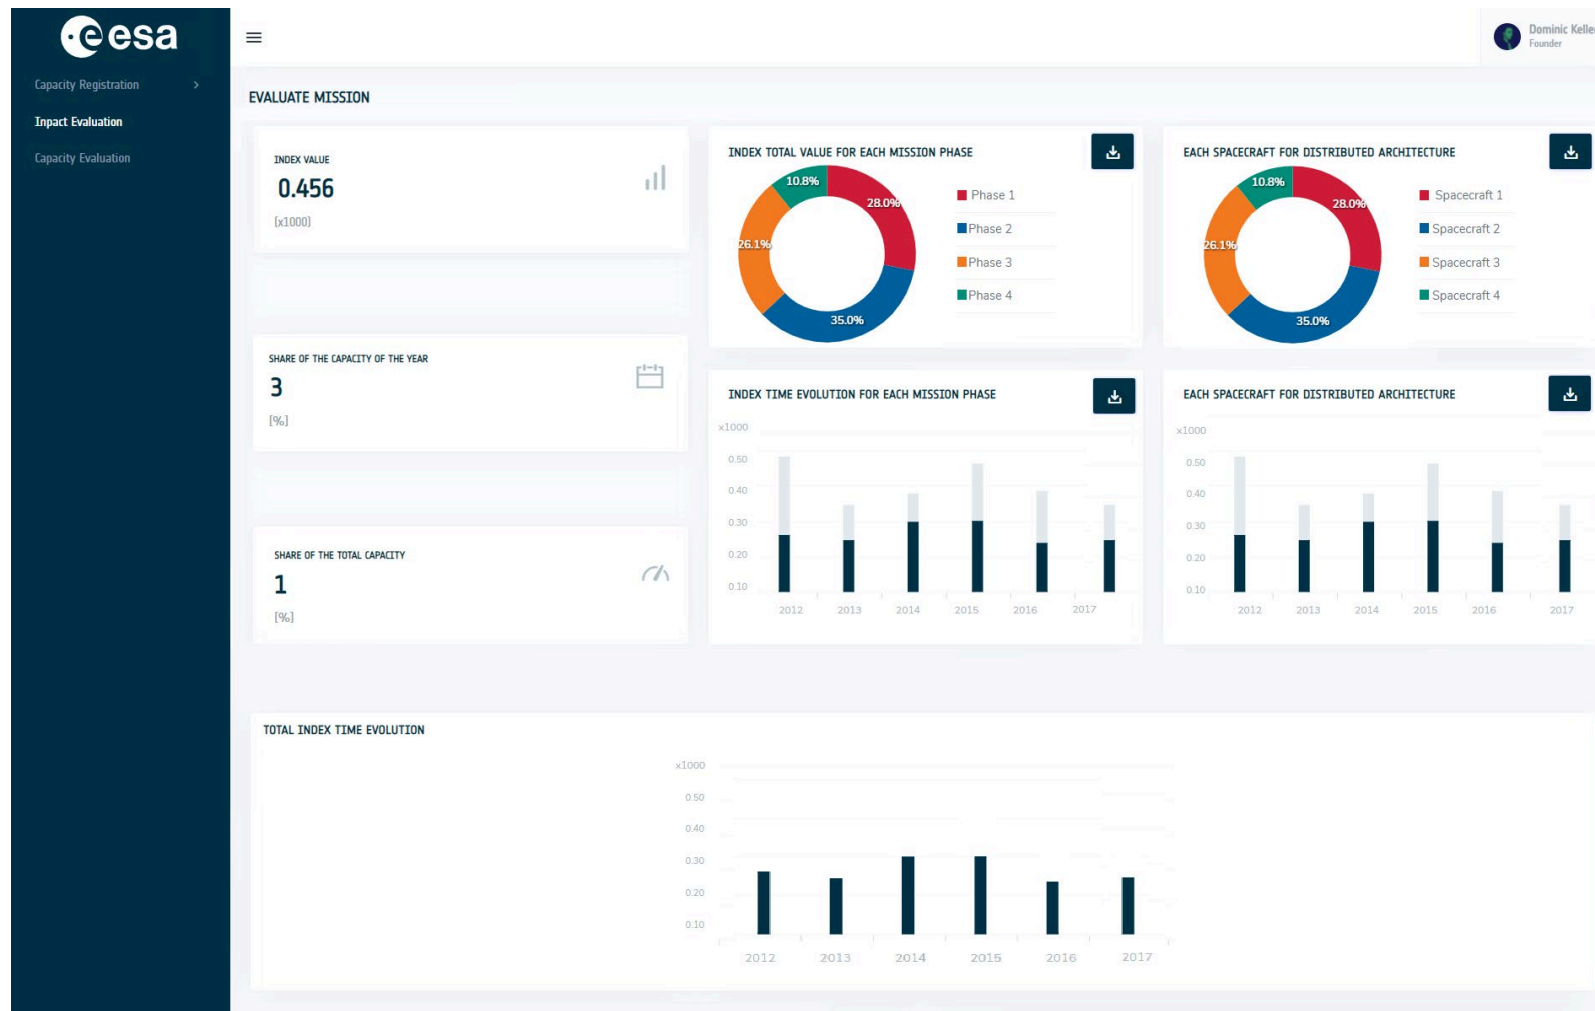 esa
Dominic Keller
Founder
Capacity Registration
Inpact Evaluation
Capacity Evaluation
EVALUATE MISSION
INDEX VALUE
0.456
(x1000)
SHARE OF THE CAPACITY OF THE YEAR
3
[%]
SHARE OF THE TOTAL CAPACITY
1
[%]
INDEX TOTAL VALUE FOR EACH MISSION PHASE
10.8%
28.0%
26.1%
35.0%
Phase 1
Phase 2
Phase 3
Phase 4
EACH SPACECRAFT FOR DISTRIBUTED ARCHITECTURE
10.8%
28.0%
26.1%
35.0%
Spacecraft 1
Spacecraft 2
Spacecraft 3
Spacecraft 4
INDEX TIME EVOLUTION FOR EACH MISSION PHASE
x1000
0.50
0.40
0.30
0.20
0.10
2012 2013 2014 2015 2016 2017
EACH SPACECRAFT FOR DISTRIBUTED ARCHITECTURE
x1000
0.50
0.40
0.30
0.20
0.10
2012 2013 2014 2015 2016 2017
TOTAL INDEX TIME EVOLUTION
x1000
0.50
0.40
0.30
0.20
0.10
2012 2013 2014 2015 2016 2017